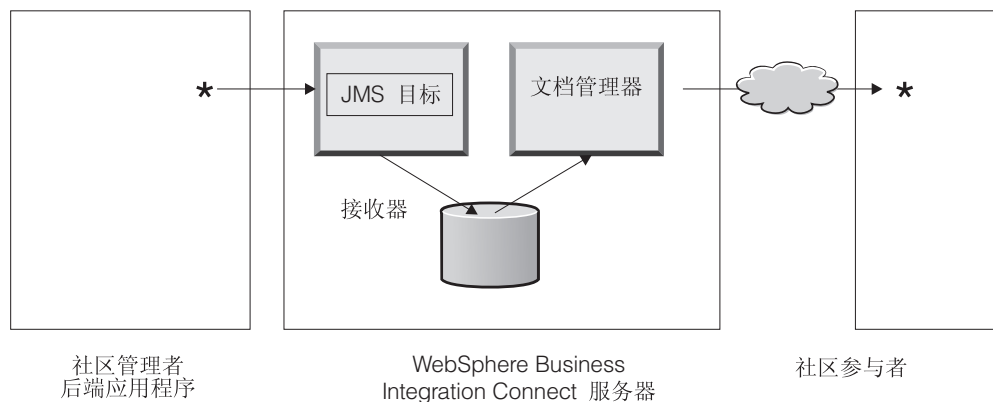 *
JMS 目标
文档管理器
*
接收器
社区管理者
后端应用程序
WebSphere Business
Integration Connect 服务器
社区参与者